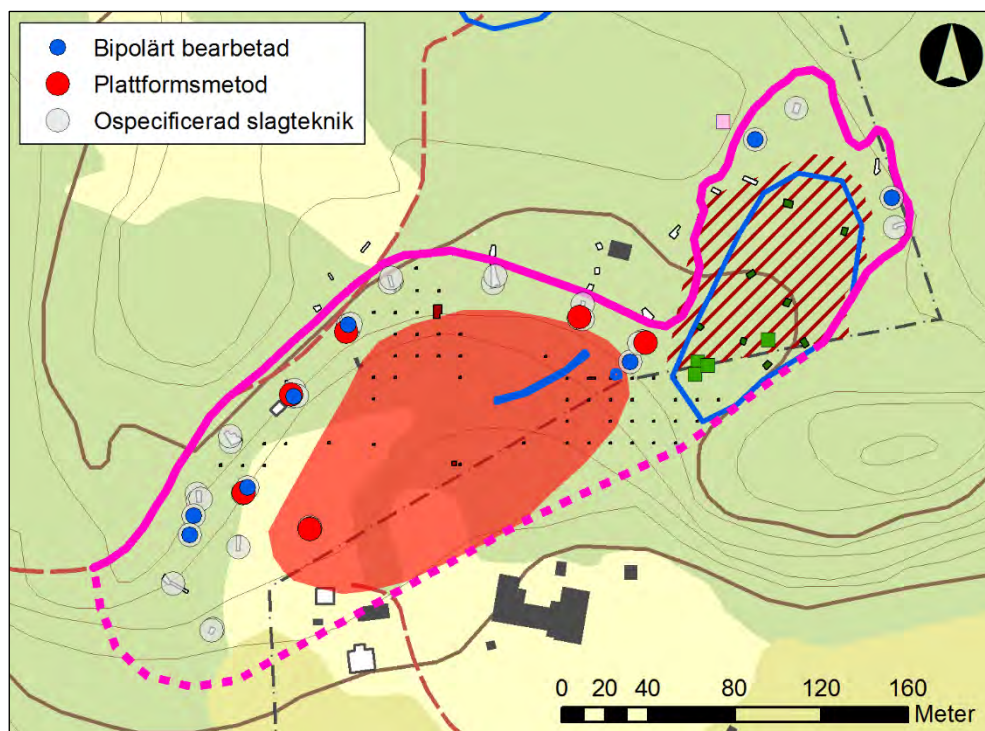 Bipolärt bearbetad
Plattformsmetod
Ospecificerad slagteknik
0 20 40 80 120 160
Meter